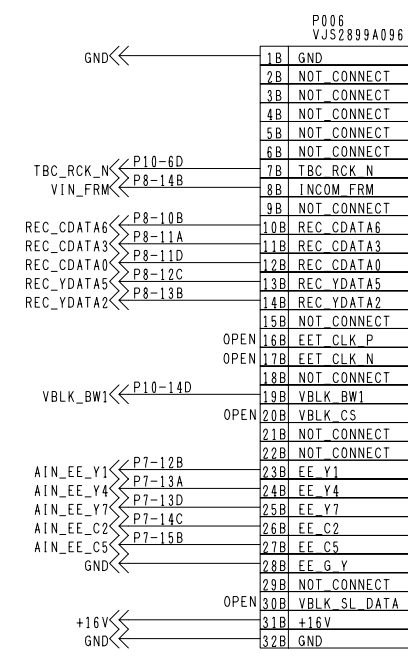 P006
VJS2899A096
GND 1B GND
2B NOT_CONNECT
3B NOT_CONNECT
4B NOT_CONNECT
5B NOT_CONNECT
6B NOT_CONNECT
TBC_RCK_N P10-6D 7B TBC_RCK_N
VIN_FRM P8-14B 8B INCOM_FRM
9B NOT_CONNECT
REC_CDATA6 P8-10B 10B REC_CDATA6
REC_CDATA3 P8-11A 11B REC_CDATA3
REC_CDATA0 P8-11D 12B REC_CDATA0
REC_YDATA5 P8-12C 13B REC_YDATA5
REC_YDATA2 P8-13B 14B REC_YDATA2
15B NOT_CONNECT
OPEN 16B EET_CLK_P
OPEN 17B EET_CLK_N
18B NOT_CONNECT
VBLK_BW1 P10-14D 19B VBLK_BW1
OPEN 20B VBLK_CS
21B NOT_CONNECT
22B NOT_CONNECT
AIN_EE_Y1 P7-12B 23B EE_Y1
AIN_EE_Y4 P7-13A 24B EE_Y4
AIN_EE_Y7 P7-13D 25B EE_Y7
AIN_EE_C2 P7-14C 26B EE_C2
AIN_EE_C5 P7-15B 27B EE_C5
GND 28B EE_G_Y
29B NOT_CONNECT
OPEN 30B VBLK_SL_DATA
+16V 31B +16V
GND 32B GND